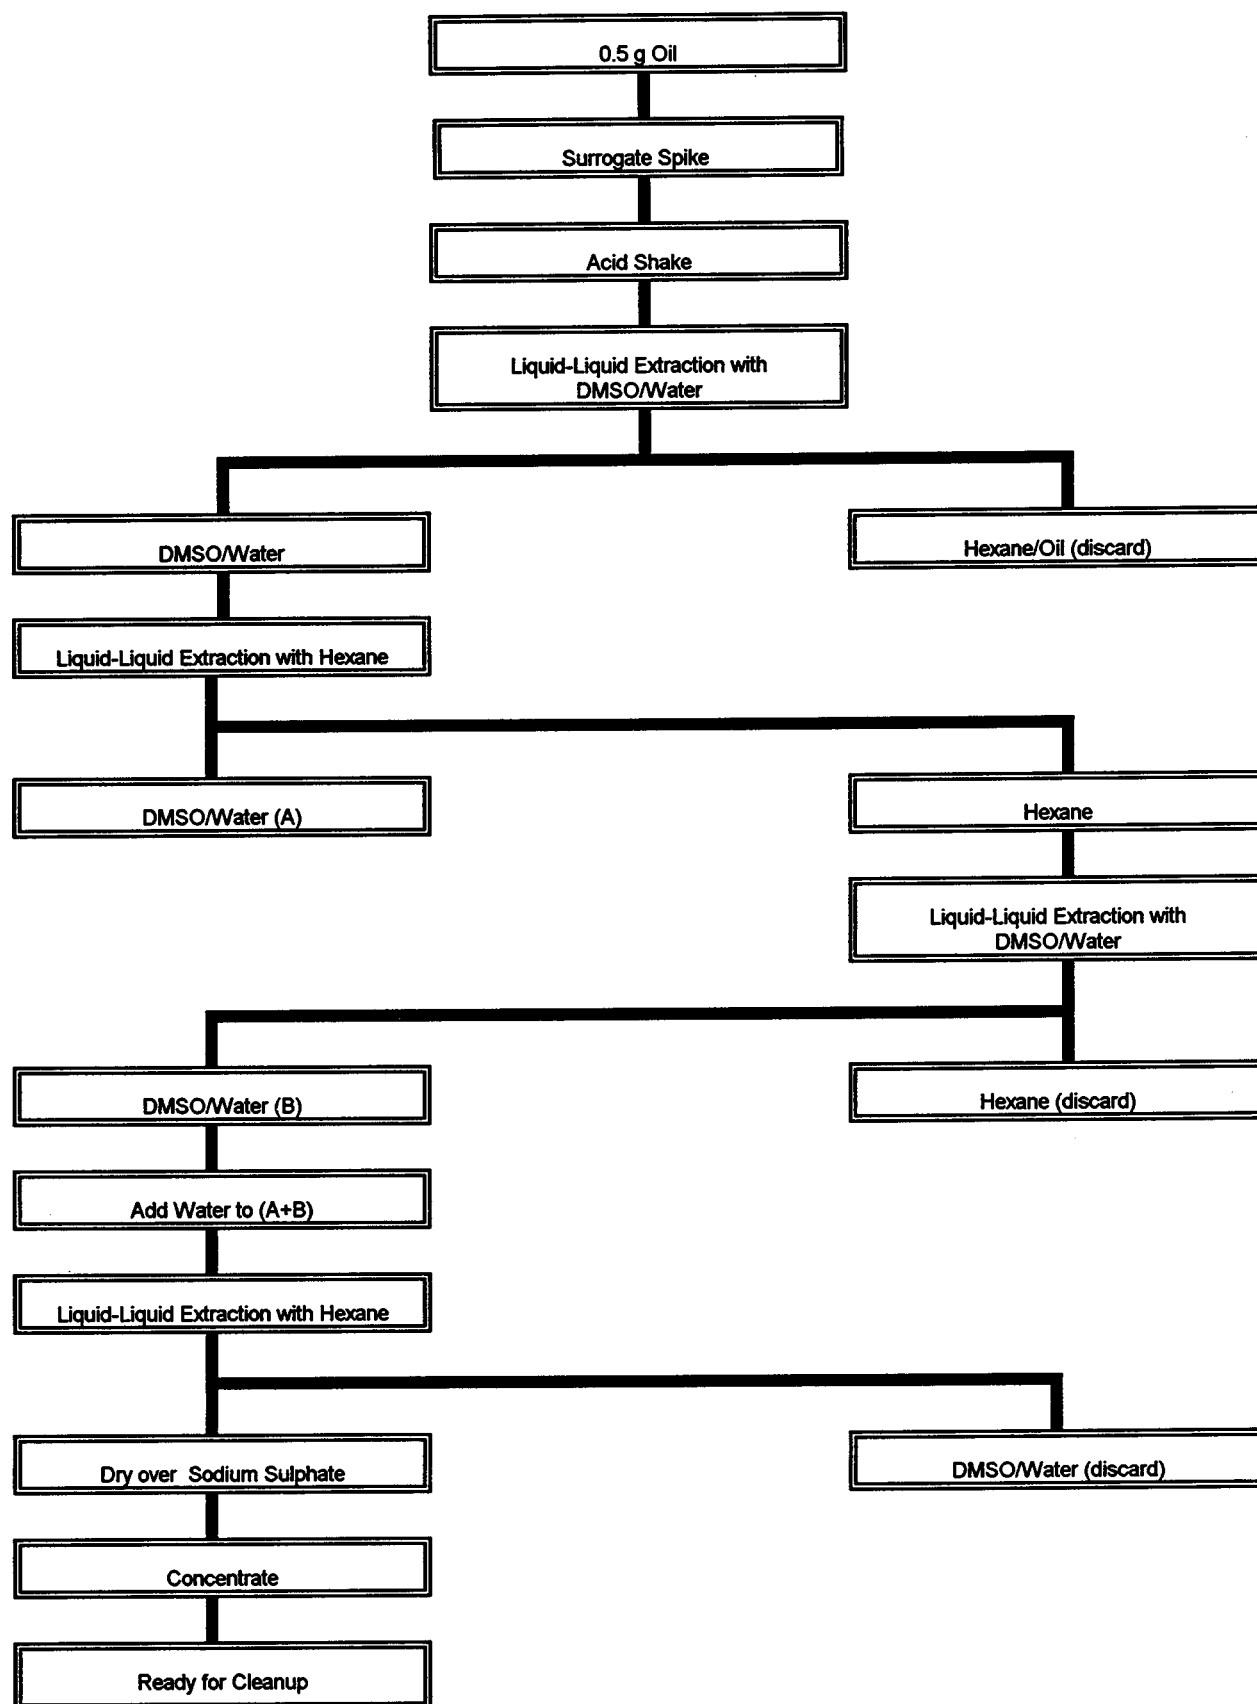 0.5 g Oil
Surrogate Spike
Acid Shake
Liquid-Liquid Extraction with
DMSO/Water
DMSO/Water
Hexane/Oil (discard)
Liquid-Liquid Extraction with Hexane
DMSO/Water (A)
Hexane
Liquid-Liquid Extraction with
DMSO/Water
DMSO/Water (B)
Hexane (discard)
Add Water to (A+B)
Liquid-Liquid Extraction with Hexane
Dry over Sodium Sulphate
DMSO/Water (discard)
Concentrate
Ready for Cleanup